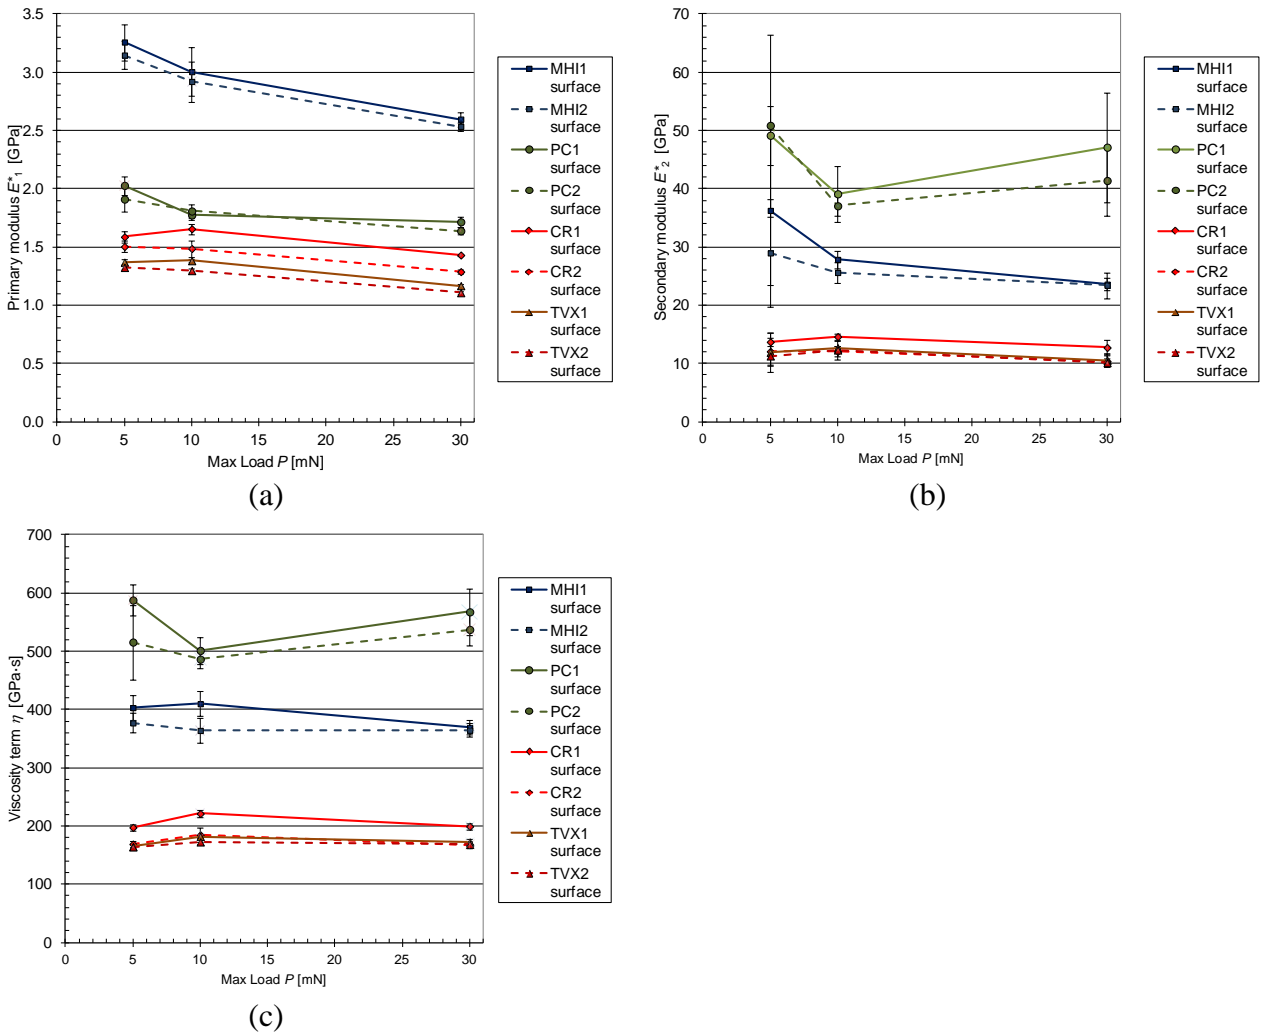 3.5
3.0
2.5
2.0
1.5
1.0
0.5
0.0
Primary modulus E*1 [GPa]
0 5 10 15 20 25 30
Max Load P [mN]
MHI1
surface
MHI2
surface
PC1
surface
PC2
surface
CR1
surface
CR2
surface
TVX1
surface
TVX2
surface
(a)
70
60
50
40
30
20
10
0
Secondary modulus E*2 [GPa]
0 5 10 15 20 25 30
Max Load P [mN]
MHI1
surface
MHI2
surface
PC1
surface
PC2
surface
CR1
surface
CR2
surface
TVX1
surface
TVX2
surface
(b)
700
600
500
400
300
200
100
0
Viscosity term η [GPa·s]
0 5 10 15 20 25 30
Max Load P [mN]
MHI1
surface
MHI2
surface
PC1
surface
PC2
surface
CR1
surface
CR2
surface
TVX1
surface
TVX2
surface
(c)